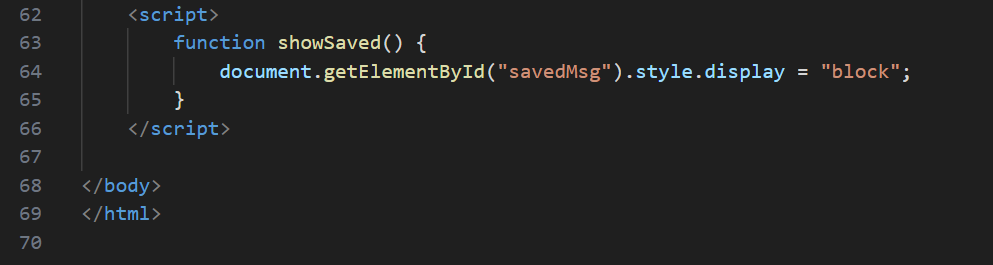 62 <script>
63 function showSaved() {
64 document.getElementById("savedMsg").style.display = "block";
65 }
66 </script>
67
68 </body>
69 </html>
70